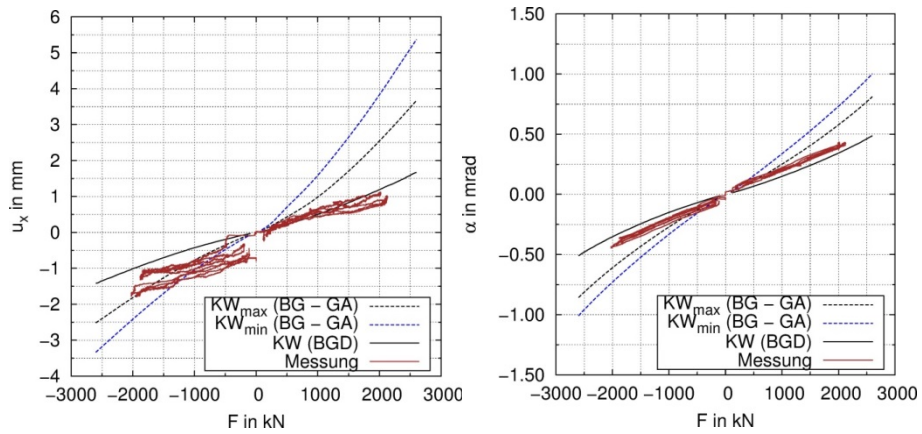 6
5
4
3
2
1
0
−1
−2
−3
−4
u_x in mm
−3000 −2000 −1000 0 1000 2000 3000
F in kN
KW_max (BG − GA)
KW_min (BG − GA)
KW (BGD)
Messung
1.50
1.00
0.50
0.00
−0.50
−1.00
−1.50
α in mrad
−3000 −2000 −1000 0 1000 2000 3000
F in kN
KW_max (BG − GA)
KW_min (BG − GA)
KW (BGD)
Messung